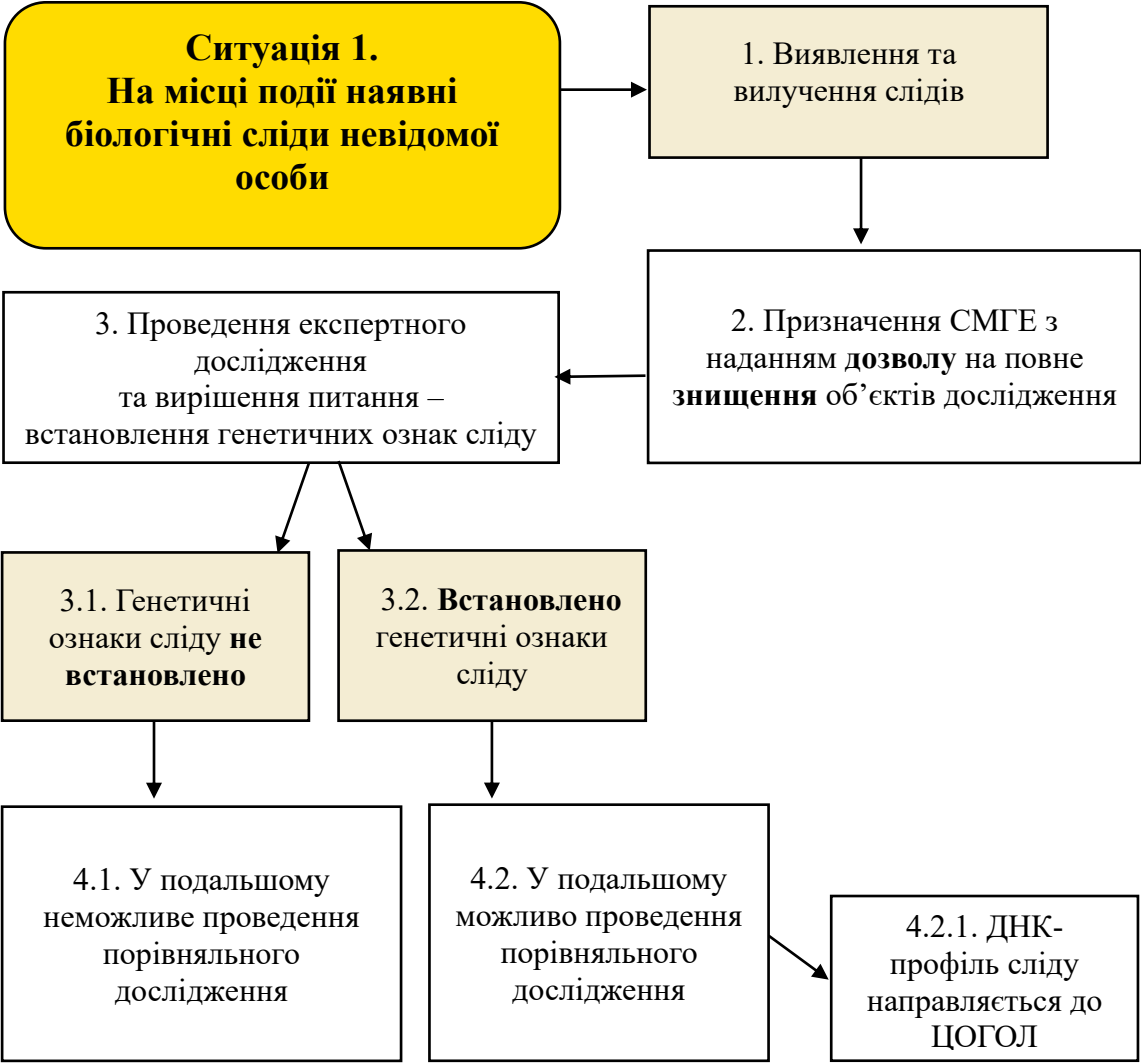 Ситуація 1.
На місці події наявні
біологічні сліди невідомої
особи
1. Виявлення та
вилучення слідів
2. Призначення СМГЕ з
наданням дозволу на повне
знищення об’єктів дослідження
3. Проведення експертного
дослідження
та вирішення питання –
встановлення генетичних ознак сліду
3.1. Генетичні
ознаки сліду не
встановлено
3.2. Встановлено
генетичні ознаки
сліду
4.1. У подальшому
неможливе проведення
порівняльного
дослідження
4.2. У подальшому
можливо проведення
порівняльного
дослідження
4.2.1. ДНК-
профіль сліду
направляється до
ЦОГОЛ